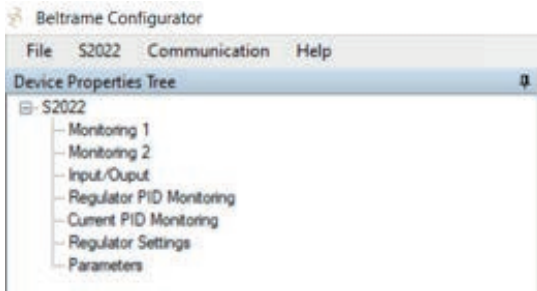 Beltrame Configurator
File S2022 Communication Help
Device Properties Tree
S2022
Monitoring 1
Monitoring 2
Input/Ouput
Regulator PID Monitoring
Current PID Monitoring
Regulator Settings
Parameters